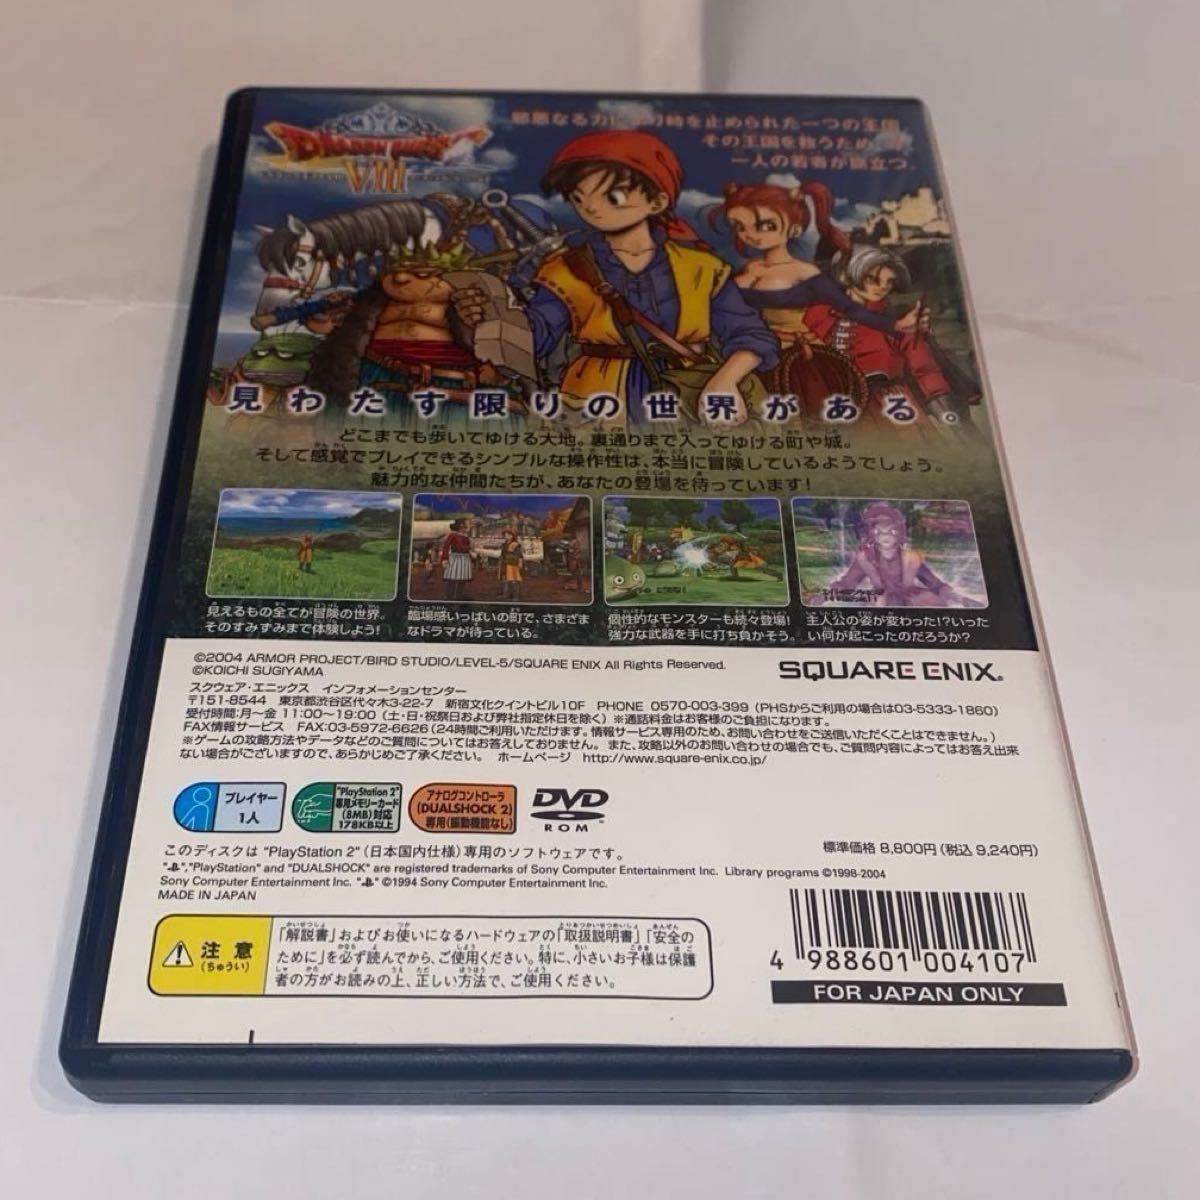 DRAGON QUEST
VIII
邪悪なる力により時を止められた一つの王国。
その王国を救うため、
一人の若者が旅立つ。
見わたす限りの世界がある。
どこまでも歩いてゆける大地。裏通りまで入ってゆける町や城。
そして感覚でプレイできるシンプルな操作性は、本当に冒険しているようでしょう。
魅力的な仲間たちが、あなたの登場を待っています!
見えるもの全てが冒険の世界。
そのすみずみまで体験しよう!
臨場感いっぱいの町で、さまざま
なドラマが待っている。
個性的なモンスターも続々登場!
強力な武器を手に打ち負かそう。
主人公の姿が変わった!?いった
い何が起こったのだろうか?
©2004 ARMOR PROJECT/BIRD STUDIO/LEVEL-5/SQUARE ENIX All Rights Reserved.
©KOICHI SUGIYAMA
SQUARE ENIX®
スクウェア・エニックス インフォメーションセンター
〒151-8544 東京都渋谷区代々木3-22-7 新宿文化クイントビル10F PHONE 0570-003-399 (PHSからご利用の場合は03-5333-1860)
受付時間:月~金 11:00~19:00 (土・日・祝祭日および弊社指定休日を除く) ※通話料金はお客様のご負担になります。
FAX情報サービス FAX:03-5972-6626 (24時間ご利用いただけます。情報サービス専用のため、お問い合わせをご送信いただくことはできません。)
※ゲームの攻略方法やデータなどのご質問についてはお答えしておりません。また、攻略以外のお問い合わせの場合でも、ご質問内容によってはお答え出来
ない場合がございますので、あらかじめご了承ください。 ホームページ http://www.square-enix.co.jp/
プレイヤー
1人
"PlayStation 2"
専用メモリーカード
(8MB)対応
178KB以上
アナログコントローラ
(DUALSHOCK 2)
専用(振動機能なし)
DVD
ROM
このディスクは "PlayStation 2" (日本国内仕様) 専用のソフトウェアです。
標準価格 8,800円(税込 9,240円)
" ","PlayStation" and "DUALSHOCK" are registered trademarks of Sony Computer Entertainment Inc. Library programs ©1998-2004
Sony Computer Entertainment Inc. " " ©1994 Sony Computer Entertainment Inc.
MADE IN JAPAN
注意
(ちゅうい)
「解説書」およびお使いになるハードウェアの「取扱説明書」「安全の
ために」を必ず読んでから、ご使用ください。特に、小さいお子様は保護
者の方がお読みの上、正しい方法で、ご使用ください。
4 988601 004107
FOR JAPAN ONLY